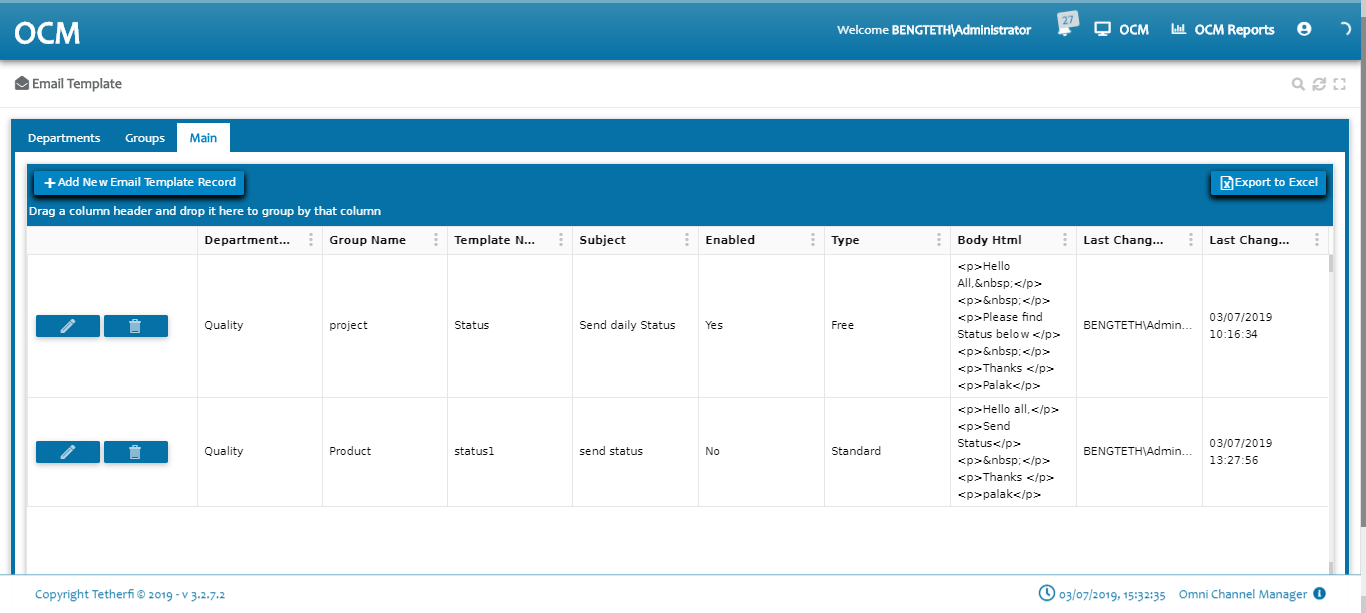 OCM
Welcome BENGTETH\Administrator
27
OCM
OCM Reports
Email Template
Departments
Groups
Main
Add New Email Template Record
Export to Excel
Drag a column header and drop it here to group by that column
Department...
Group Name
Template N...
Subject
Enabled
Type
Body Html
Last Chang...
Last Chang...
Quality
project
Status
Send daily Status
Yes
Free
<p>Hello
All,&nbsp;</p>
<p>&nbsp;</p>
<p>Please find
Status below </p>
<p>&nbsp;</p>
<p>Thanks </p>
<p>Palak</p>
BENGTETH\Admin...
03/07/2019
10:16:34
Quality
Product
status1
send status
No
Standard
<p>Hello all,</p>
<p>Send
Status</p>
<p>&nbsp;</p>
<p>Thanks </p>
<p>palak</p>
BENGTETH\Admin...
03/07/2019
13:27:56
Copyright Tetherfi © 2019 - v 3.2.7.2
03/07/2019, 15:32:35
Omni Channel Manager